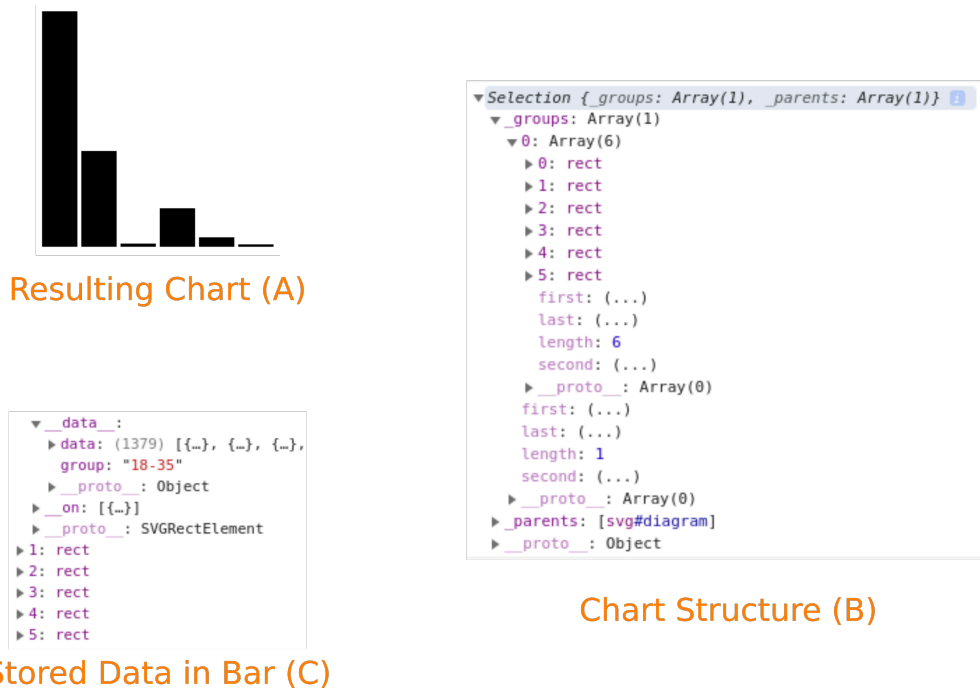 Resulting Chart (A)
Selection {_groups: Array(1), _parents: Array(1)} i
_groups: Array(1)
0: Array(6)
0: rect
1: rect
2: rect
3: rect
4: rect
5: rect
first: (...)
last: (...)
length: 6
second: (...)
__proto__: Array(0)
first: (...)
last: (...)
length: 1
second: (...)
__proto__: Array(0)
_parents: [svg#diagram]
__proto__: Object
Chart Structure (B)
__data__:
data: (1379) [{…}, {…}, {…},
group: "18-35"
__proto__: Object
__on: [{…}]
__proto__: SVGRectElement
1: rect
2: rect
3: rect
4: rect
5: rect
Stored Data in Bar (C)